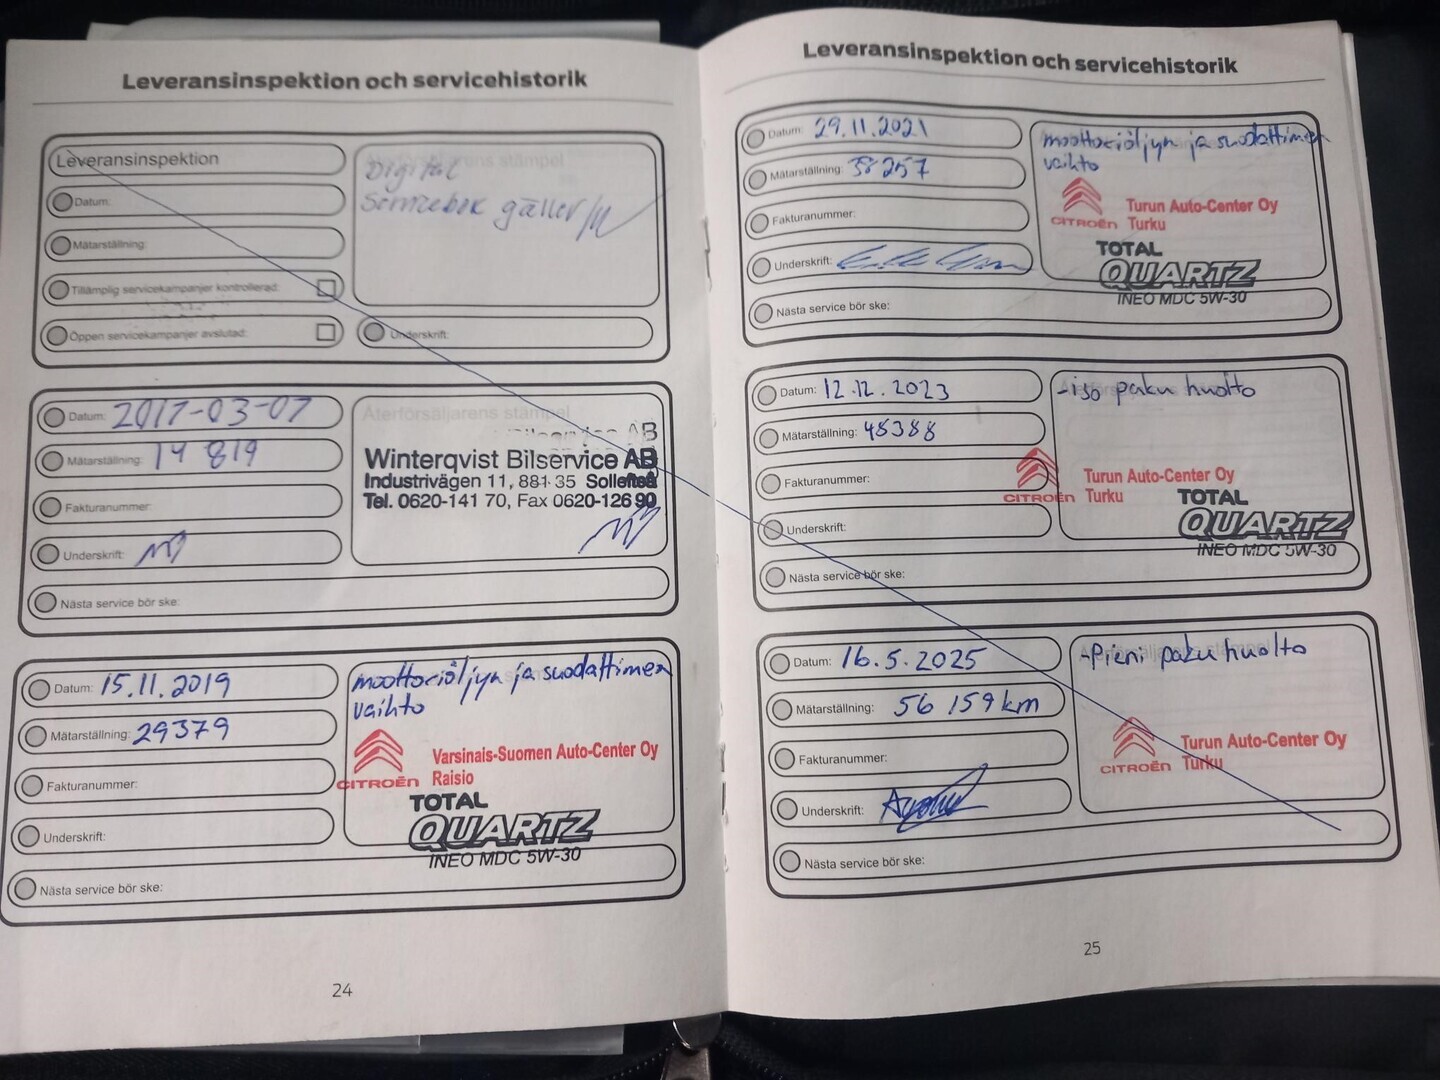 Leveransinspektion och servicehistorik
Leveransinspektion
Datum:
Mätarställning:
Tillämplig servicekampanjer kontrollerad:
Öppen servicekampanjer avslutad:
Återförsäljarens stämpel
Digital
Servicebok gäller
Underskrift:
Datum: 2017-03-07
Mätarställning: 14 819
Fakturanummer:
Underskrift:
Återförsäljarens stämpel
Bilservice AB
Winterqvist Bilservice AB
Industrivägen 11, 881 35 Sollefteå
Tel. 0620-141 70, Fax 0620-126 90
Nästa service bör ske:
Datum: 15.11.2019
Mätarställning: 29379
Fakturanummer:
Underskrift:
moottoriöljyn ja suodattimen
vaihto
Varsinais-Suomen Auto-Center Oy
CITROËN Raisio
TOTAL
QUARTZ
INEO MDC 5W-30
Nästa service bör ske:
24
Leveransinspektion och servicehistorik
Datum: 29.11.2021
Mätarställning: 38257
Fakturanummer:
Underskrift:
moottoriöljyn ja suodattimen
vaihto
Turun Auto-Center Oy
CITROËN Turku
TOTAL
QUARTZ
INEO MDC 5W-30
Nästa service bör ske:
Datum: 12.12.2023
Mätarställning: 48388
Fakturanummer:
Underskrift:
-iso paku huolto
Turun Auto-Center Oy
CITROËN Turku
TOTAL
QUARTZ
INEO MDC 5W-30
Nästa service bör ske:
Datum: 16.5.2025
Mätarställning: 56 159 km
Fakturanummer:
Underskrift:
-Pieni paku huolto
Turun Auto-Center Oy
CITROËN Turku
Nästa service bör ske:
25